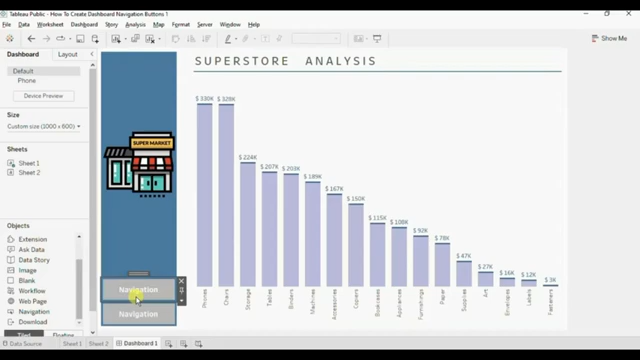 Tableau Public - How To Create Dashboard Navigation Buttons 1
File Data Worksheet Dashboard Story Analysis Map Format Server Window Help
Show Me
Dashboard Layout
Default
Phone
Device Preview
Size
Custom size (1000 x 800)
Sheets
Sheet 1
Sheet 2
Objects
Extension
Ask Data
Data Story
Image
Blank
Workflow
Web Page
Navigation
Download
Tiled Floating
SUPER MARKET
Navigation
Navigation
SUPERSTORE ANALYSIS
$ 330K $ 328K $ 224K $ 207K $ 203K $ 189K $ 167K $ 150K $ 115K $ 108K $ 92K $ 78K $ 47K $ 27K $ 16K $ 12K $ 3K
Phones Chairs Storage Tables Binders Machines Accessories Copiers Bookcases Appliances Furnishings Paper Supplies Art Envelopes Labels Fasteners
Data Source Sheet 1 Sheet 2 Dashboard 1